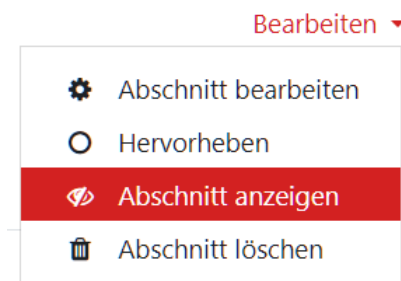 Bearbeiten
Abschnitt bearbeiten
Hervorheben
Abschnitt anzeigen
Abschnitt löschen